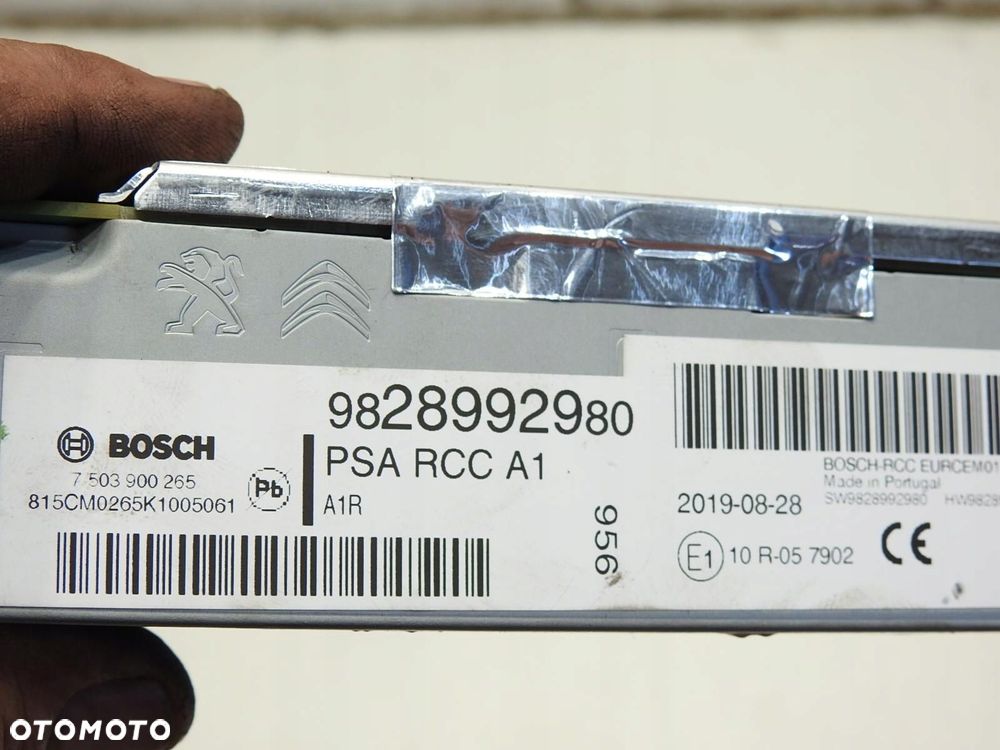 9828992980
BOSCH
PSA RCC A1
7 503 900 265
815CM0265K1005061
Pb
A1R
956
BOSCH-RCC EURCEM01
Made in Portugal
SW9828992980 HW9828
2019-08-28
E1 10 R-05 7902 CE
OTOMOTO